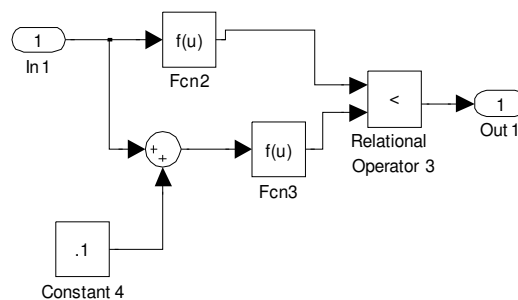 1
In 1
f(u)
Fcn2
+
+
f(u)
Fcn3
<
Relational
Operator 3
1
Out 1
.1
Constant 4